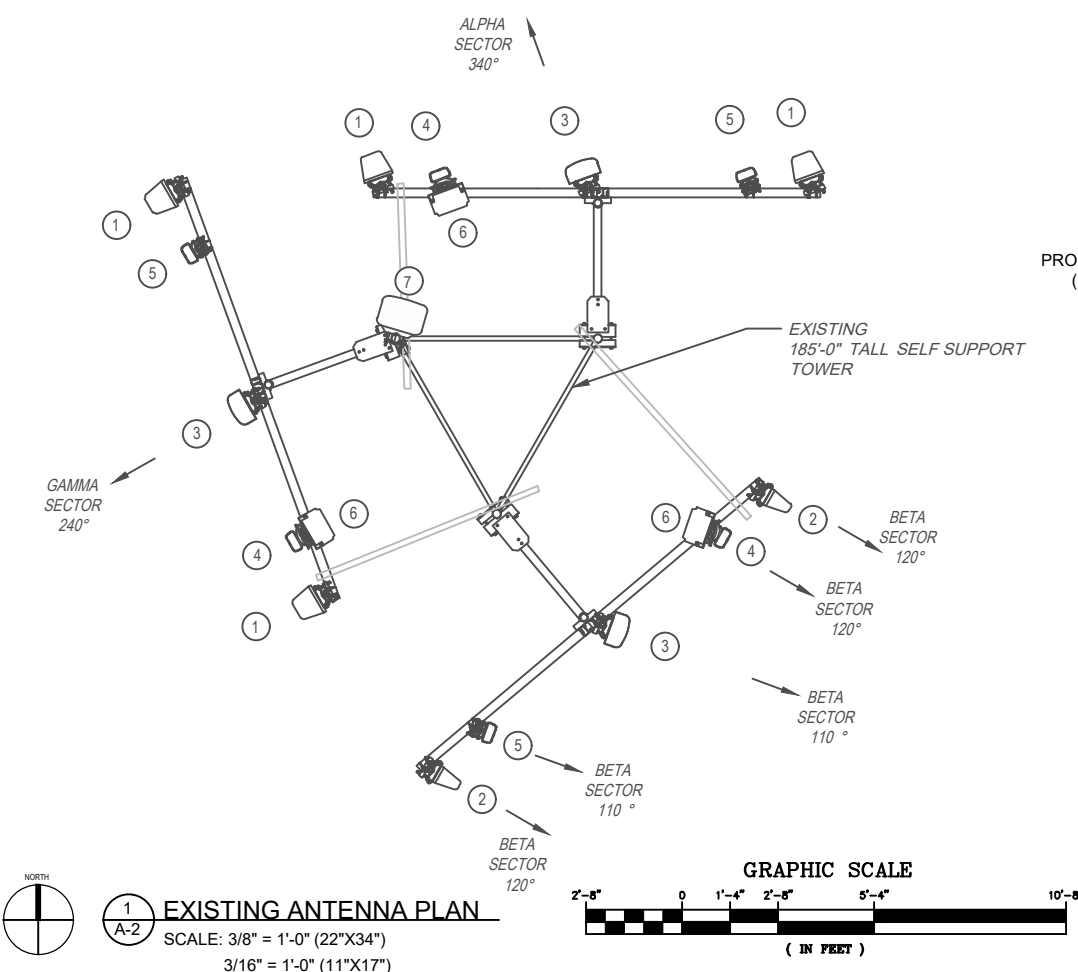 ALPHA
SECTOR
340°
1
4
3
5
1
6
1
5
7
PRO
(
EXISTING
185'-0" TALL SELF SUPPORT
TOWER
3
GAMMA
SECTOR
240°
6
4
1
6
2
4
BETA
SECTOR
120°
BETA
SECTOR
120°
3
BETA
SECTOR
110 °
5
BETA
SECTOR
110 °
2
BETA
SECTOR
120°
NORTH
1
A-2
EXISTING ANTENNA PLAN
SCALE: 3/8" = 1'-0" (22"X34")
3/16" = 1'-0" (11"X17")
GRAPHIC SCALE
2'-8" 0 1'-4" 2'-8" 5'-4" 10'-8
( IN FEET )